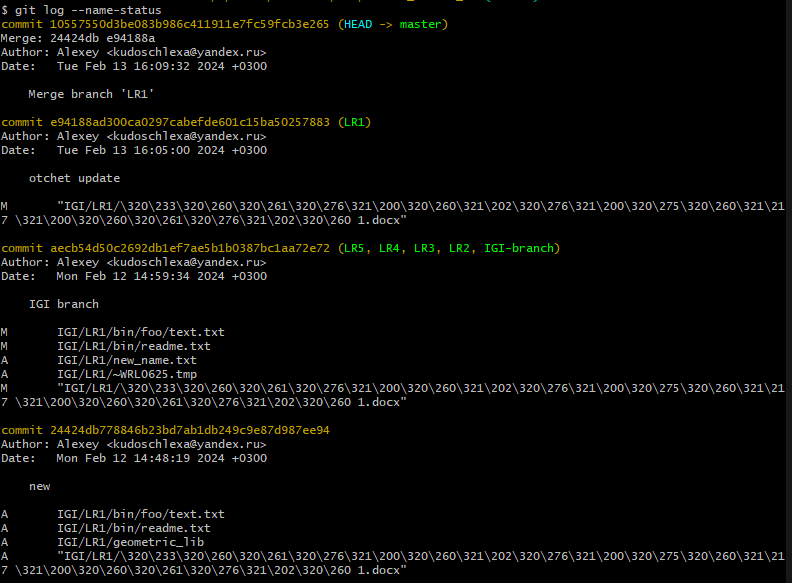 $ git log --name-status
commit 10557550d3be083b986c411911e7fc59fcb3e265 (HEAD -> master)
Merge: 24424db e94188a
Author: Alexey <kudoschlexa@yandex.ru>
Date:   Tue Feb 13 16:09:32 2024 +0300
    Merge branch 'LR1'
commit e94188ad300ca0297cabefde601c15ba50257883 (LR1)
Author: Alexey <kudoschlexa@yandex.ru>
Date:   Tue Feb 13 16:05:00 2024 +0300
    otchet update
M       "IGI/LR1/\320\233\320\260\320\261\320\276\321\200\320\260\321\202\320\276\321\200\320\275\320\260\321\21
7 \321\200\320\260\320\261\320\276\321\202\320\260 1.docx"
commit aecb54d50c2692db1ef7ae5b1b0387bc1aa72e72 (LR5, LR4, LR3, LR2, IGI-branch)
Author: Alexey <kudoschlexa@yandex.ru>
Date:   Mon Feb 12 14:59:34 2024 +0300
    IGI branch
M       IGI/LR1/bin/foo/text.txt
M       IGI/LR1/bin/readme.txt
A       IGI/LR1/new_name.txt
A       IGI/LR1/~WRL0625.tmp
M       "IGI/LR1/\320\233\320\260\320\261\320\276\321\200\320\260\321\202\320\276\321\200\320\275\320\260\321\21
7 \321\200\320\260\320\261\320\276\321\202\320\260 1.docx"
commit 24424db778846b23bd7ab1db249c9e87d987ee94
Author: Alexey <kudoschlexa@yandex.ru>
Date:   Mon Feb 12 14:48:19 2024 +0300
    new
A       IGI/LR1/bin/foo/text.txt
A       IGI/LR1/bin/readme.txt
A       IGI/LR1/geometric_lib
A       "IGI/LR1/\320\233\320\260\320\261\320\276\321\200\320\260\321\202\320\276\321\200\320\275\320\260\321\21
7 \321\200\320\260\320\261\320\276\321\202\320\260 1.docx"